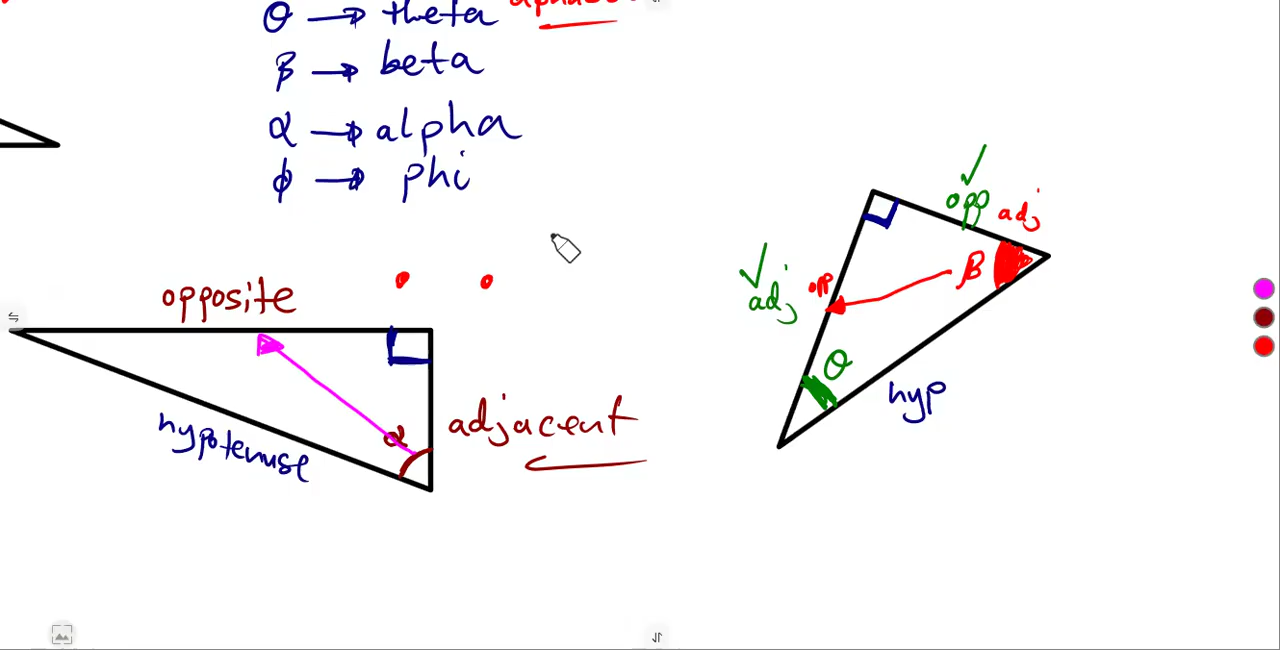 θ → theta
β → beta
α → alpha
ϕ → phi
opposite
α
adjacent
hypotenuse
opp
adj
adj
opp
β
θ
hyp